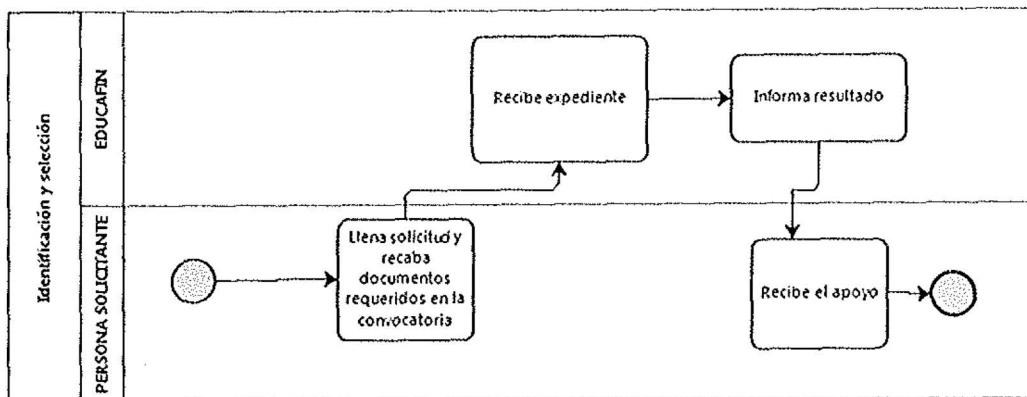 Identificación y selección
EDUCAFIN
Recibe expediente
Informa resultado
PERSONA SOLICITANTE
Llena solicitud y
recaba
documentos
requeridos en la
convocatoria
Recibe el apoyo